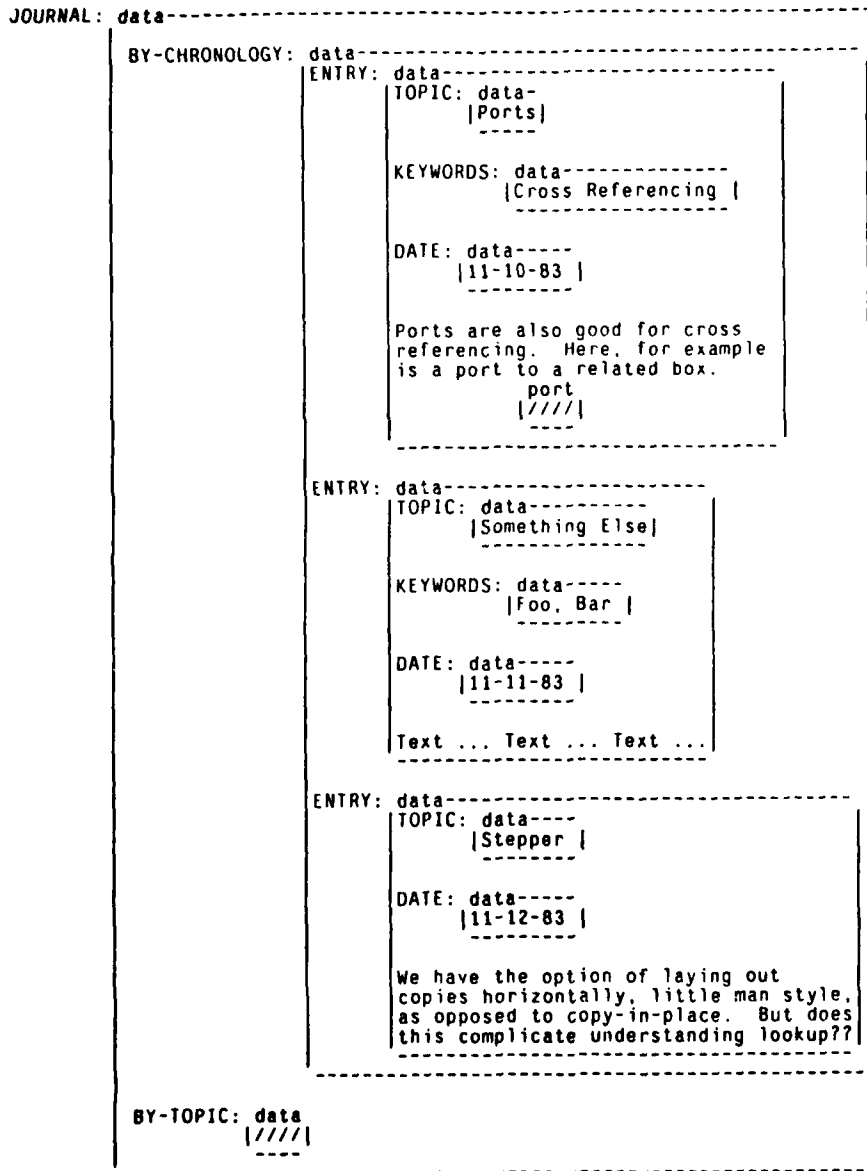 JOURNAL: data
BY-CHRONOLOGY: data
ENTRY: data
TOPIC: data
|Ports|
KEYWORDS: data
|Cross Referencing |
DATE: data
|11-10-83 |
Ports are also good for cross
referencing. Here, for example
is a port to a related box.
port
|////|
ENTRY: data
TOPIC: data
|Something Else|
KEYWORDS: data
|Foo, Bar |
DATE: data
|11-11-83 |
Text ... Text ... Text ...
ENTRY: data
TOPIC: data
|Stepper |
DATE: data
|11-12-83 |
We have the option of laying out
copies horizontally, little man style,
as opposed to copy-in-place. But does
this complicate understanding lookup??
BY-TOPIC: data
|////|